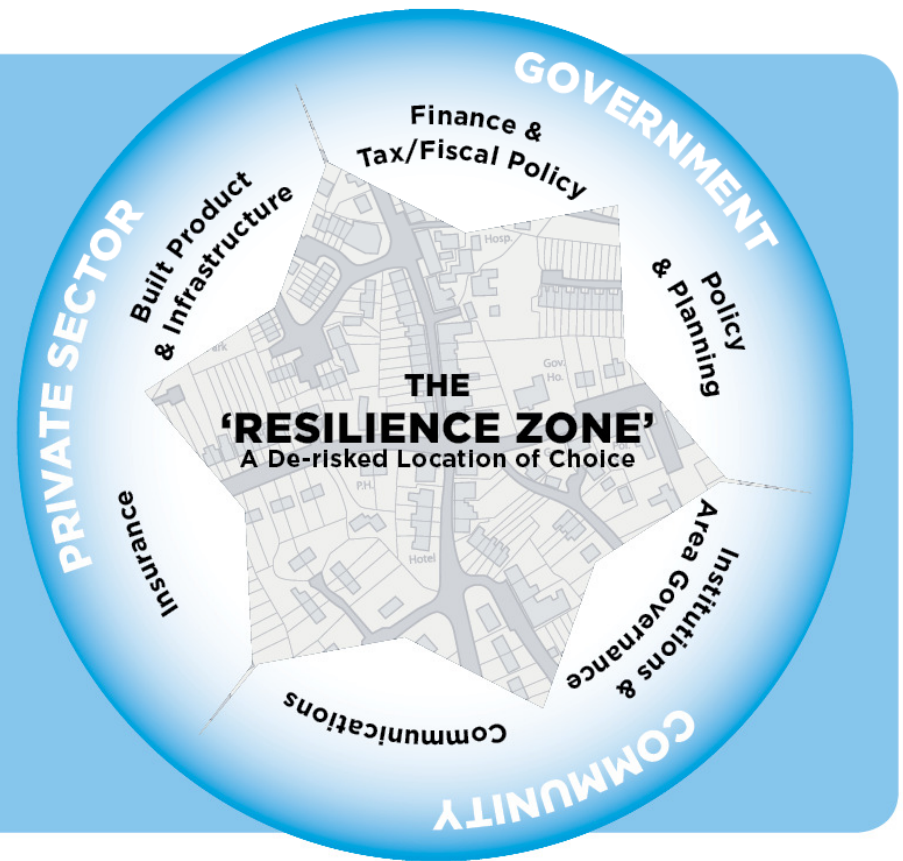 GOVERNMENT
Finance &
Tax/Fiscal Policy
Policy
& Planning
Institutions &
Area Governance
COMMUNITY
Communications
Insurance
PRIVATE SECTOR
Built Product
& Infrastructure
Hosp.
ark
Gov.
Ho.
THE
‘RESILIENCE ZONE’
A De-risked Location of Choice
P.H.
Hotel